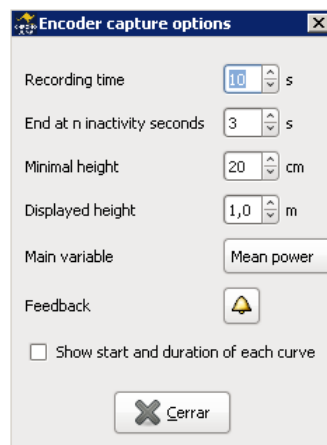 Encoder capture options
Recording time 10 s
End at n inactivity seconds 3 s
Minimal height 20 cm
Displayed height 1,0 m
Main variable Mean power
Feedback
Show start and duration of each curve
Cerrar